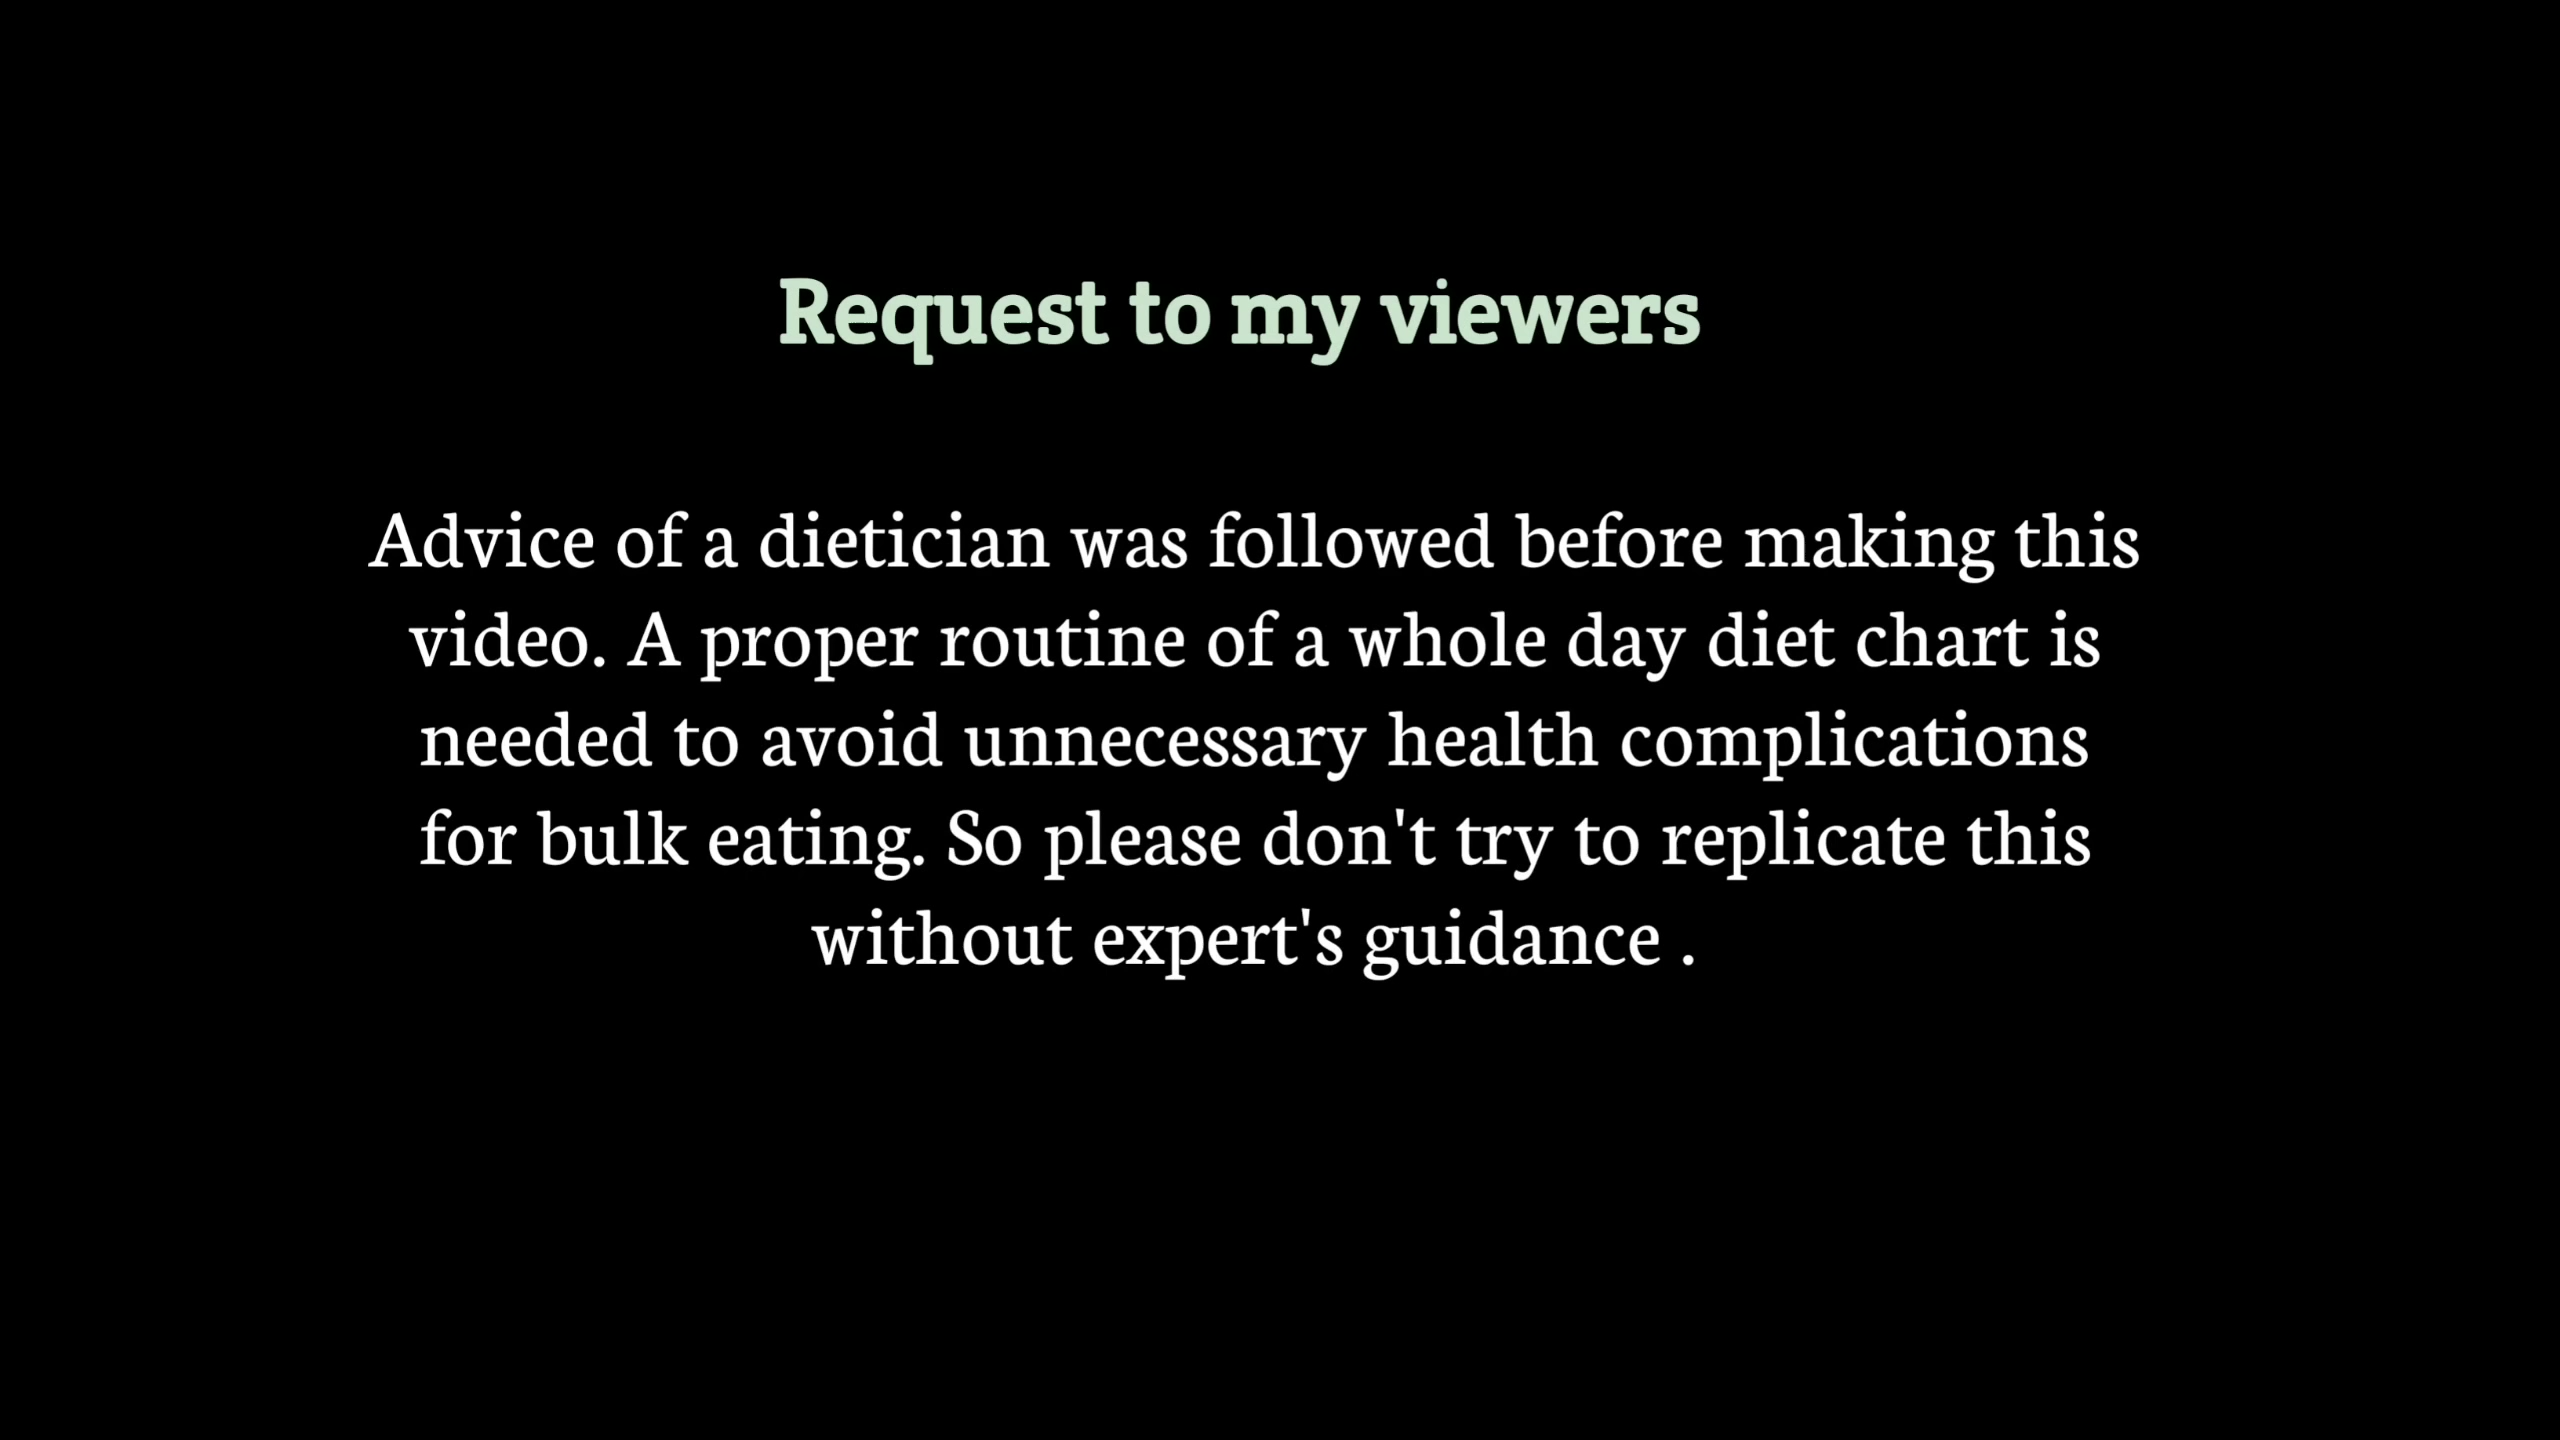 Request to my viewers
Advice of a dietician was followed before making this
video. A proper routine of a whole day diet chart is
needed to avoid unnecessary health complications
for bulk eating. So please don't try to replicate this
without expert's guidance .